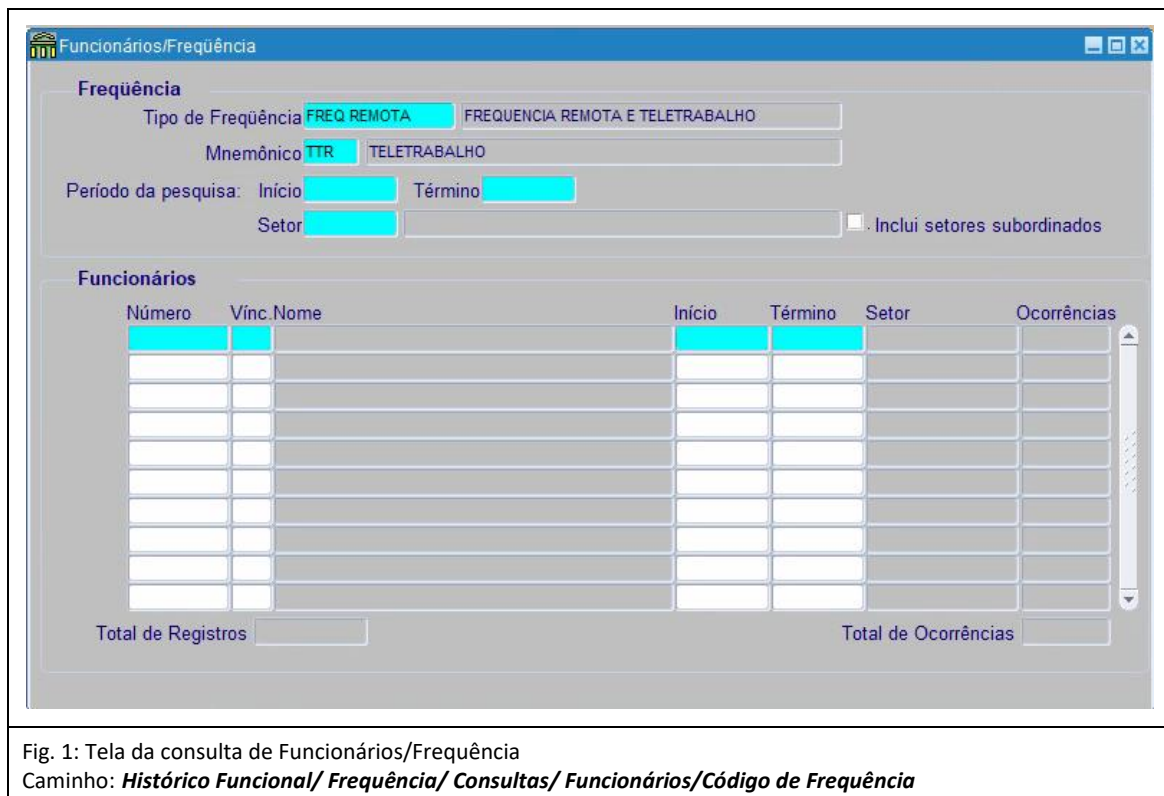 Funcionários/Freqüência
Freqüência
Tipo de Freqüência FREQ REMOTA FREQUENCIA REMOTA E TELETRABALHO
Mnemônico TTR TELETRABALHO
Período da pesquisa: Início Término
Setor . Inclui setores subordinados
Funcionários
Número Vínc. Nome Início Término Setor Ocorrências
Total de Registros Total de Ocorrências
Fig. 1: Tela da consulta de Funcionários/Frequência
Caminho: Histórico Funcional/ Frequência/ Consultas/ Funcionários/Código de Frequência